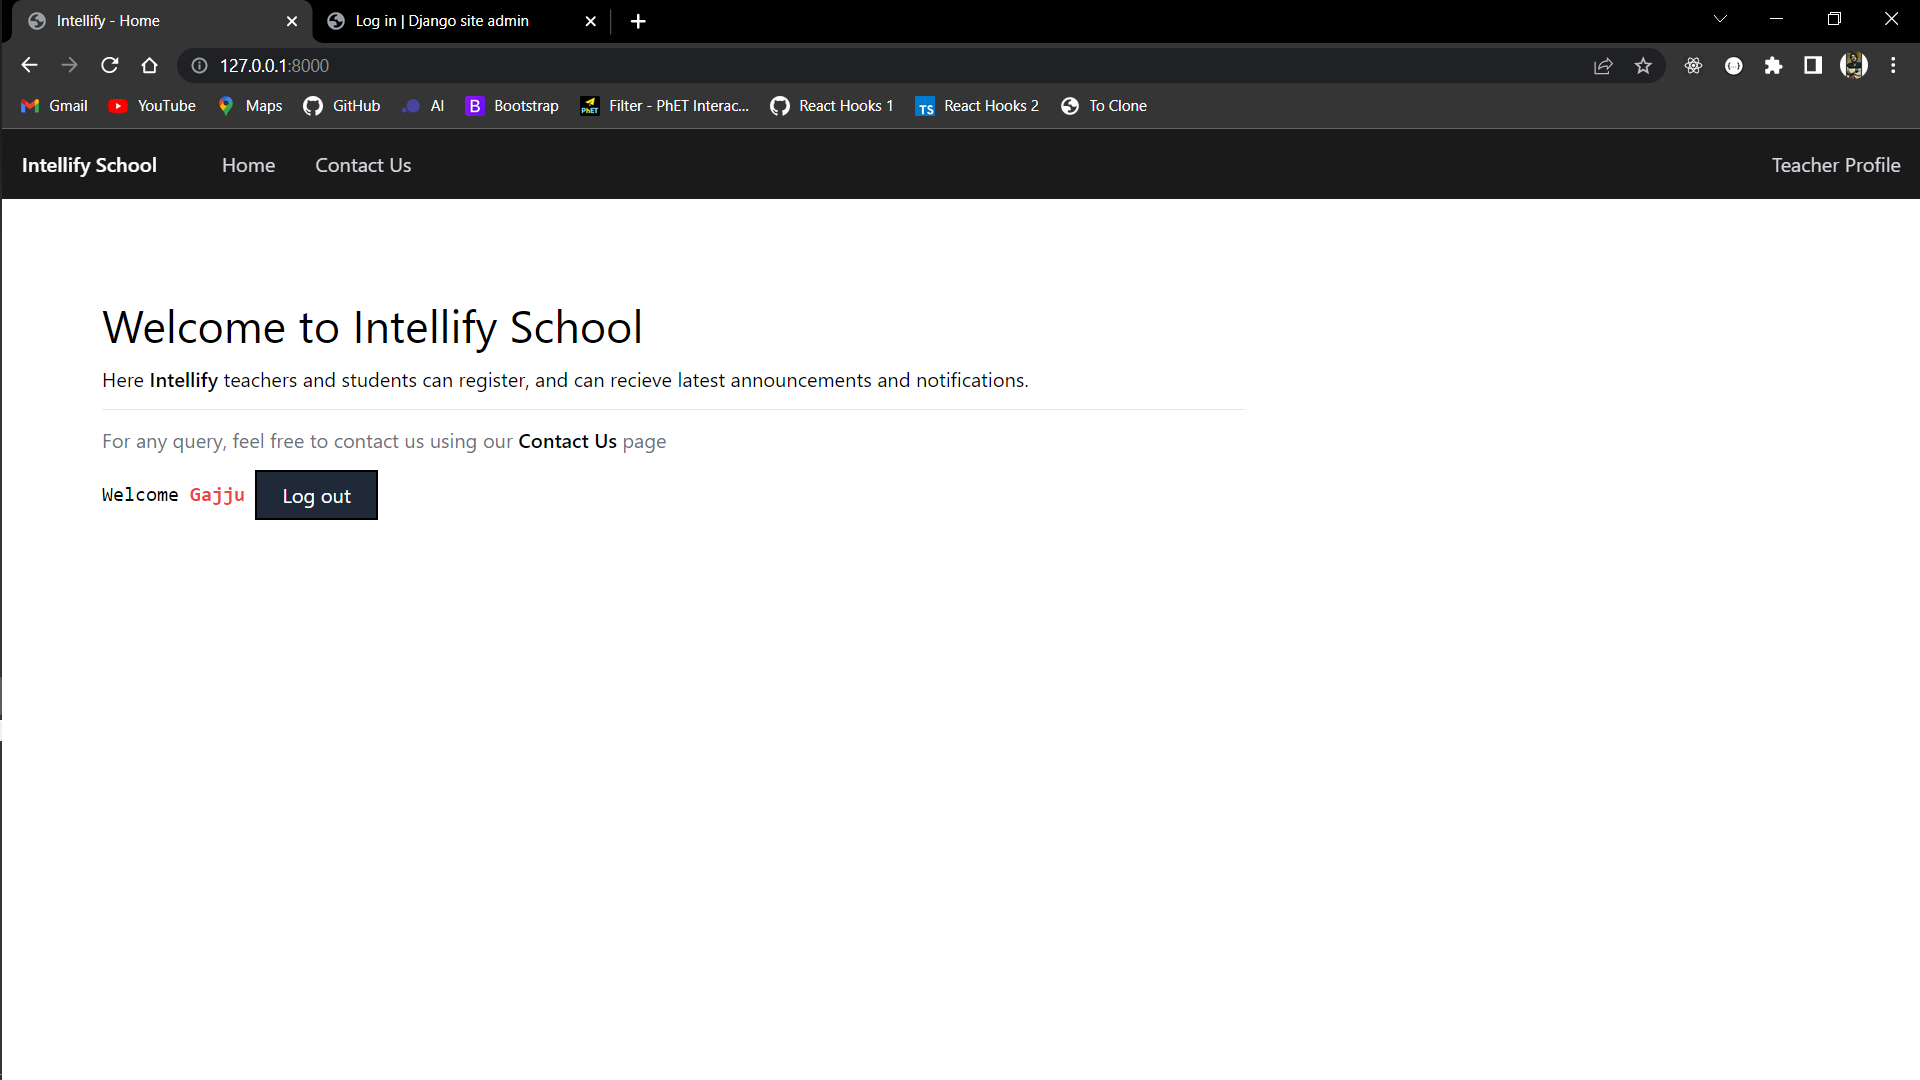 Intellify - Home
Log in | Django site admin
127.0.0.1:8000
Gmail YouTube Maps GitHub AI B Bootstrap PhET Filter - PhET Interac... React Hooks 1 TS React Hooks 2 To Clone
Intellify School Home Contact Us Teacher Profile
Welcome to Intellify School
Here Intellify teachers and students can register, and can recieve latest announcements and notifications.
For any query, feel free to contact us using our Contact Us page
Welcome Gajju Log out